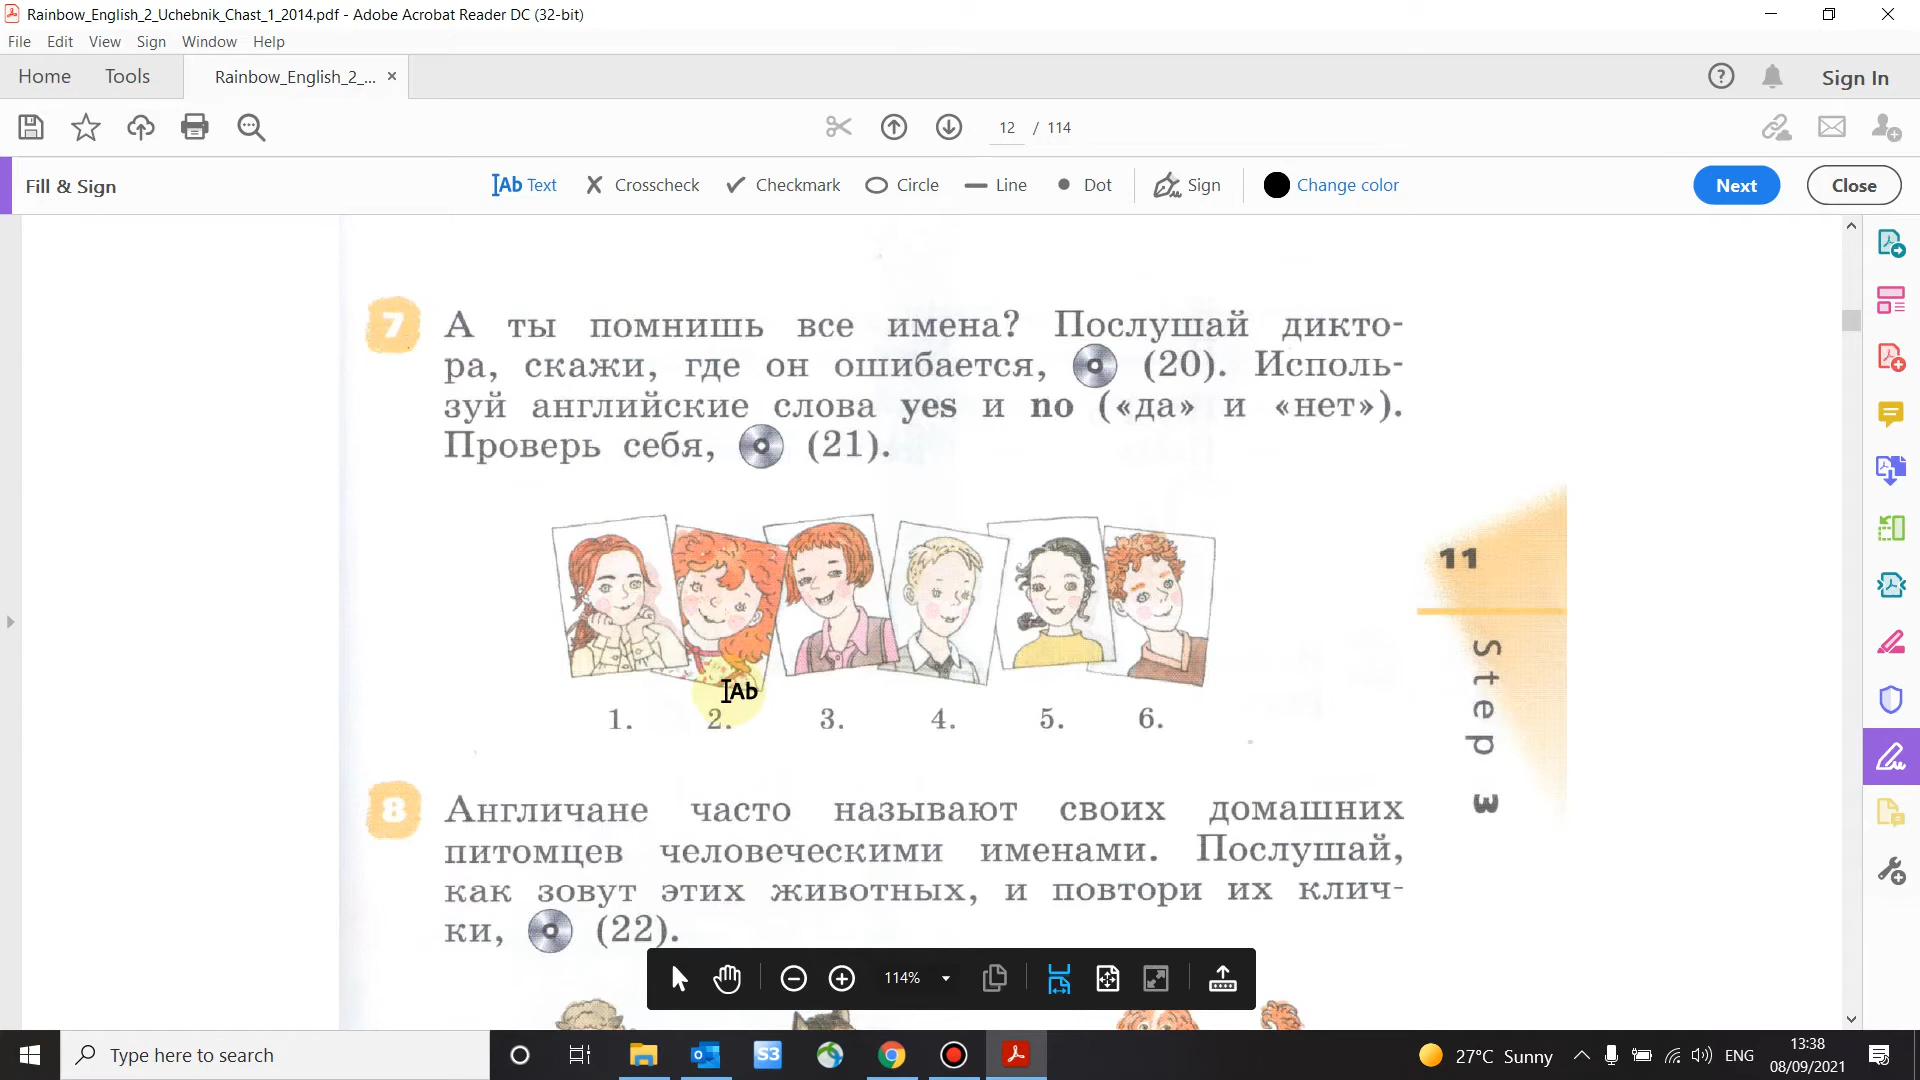 Rainbow_English_2_Uchebnik_Chast_1_2014.pdf - Adobe Acrobat Reader DC (32-bit)
File Edit View Sign Window Help
Home Tools Rainbow_English_2_... × Sign In
12 / 114
Fill & Sign Ab Text Crosscheck Checkmark Circle Line Dot Sign Change color Next Close
7 А ты помнишь все имена? Послушай дикто-
ра, скажи, где он ошибается, (20). Исполь-
зуй английские слова yes и no («да» и «нет»).
Проверь себя, (21).
11
Step 3
Ab
1. 2. 3. 4. 5. 6.
8 Англичане часто называют своих домашних
питомцев человеческими именами. Послушай,
как зовут этих животных, и повтори их клич-
ки, (22).
114%
Type here to search
S3
27°C Sunny
ENG
13:38
08/09/2021